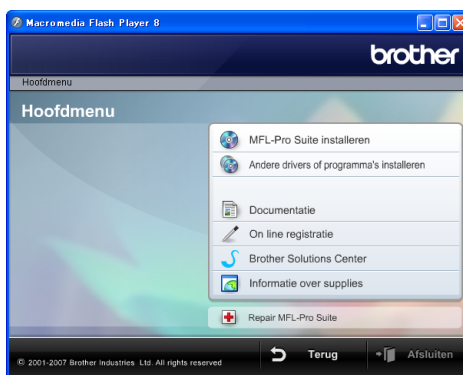 Macromedia Flash Player 8
brother
Hoofdmenu
Hoofdmenu
MFL-Pro Suite installeren
Andere drivers of programma's installeren
Documentatie
On line registratie
Brother Solutions Center
Informatie over supplies
Repair MFL-Pro Suite
© 2001-2007 Brother Industries Ltd. All rights reserved
Terug
Afsluiten